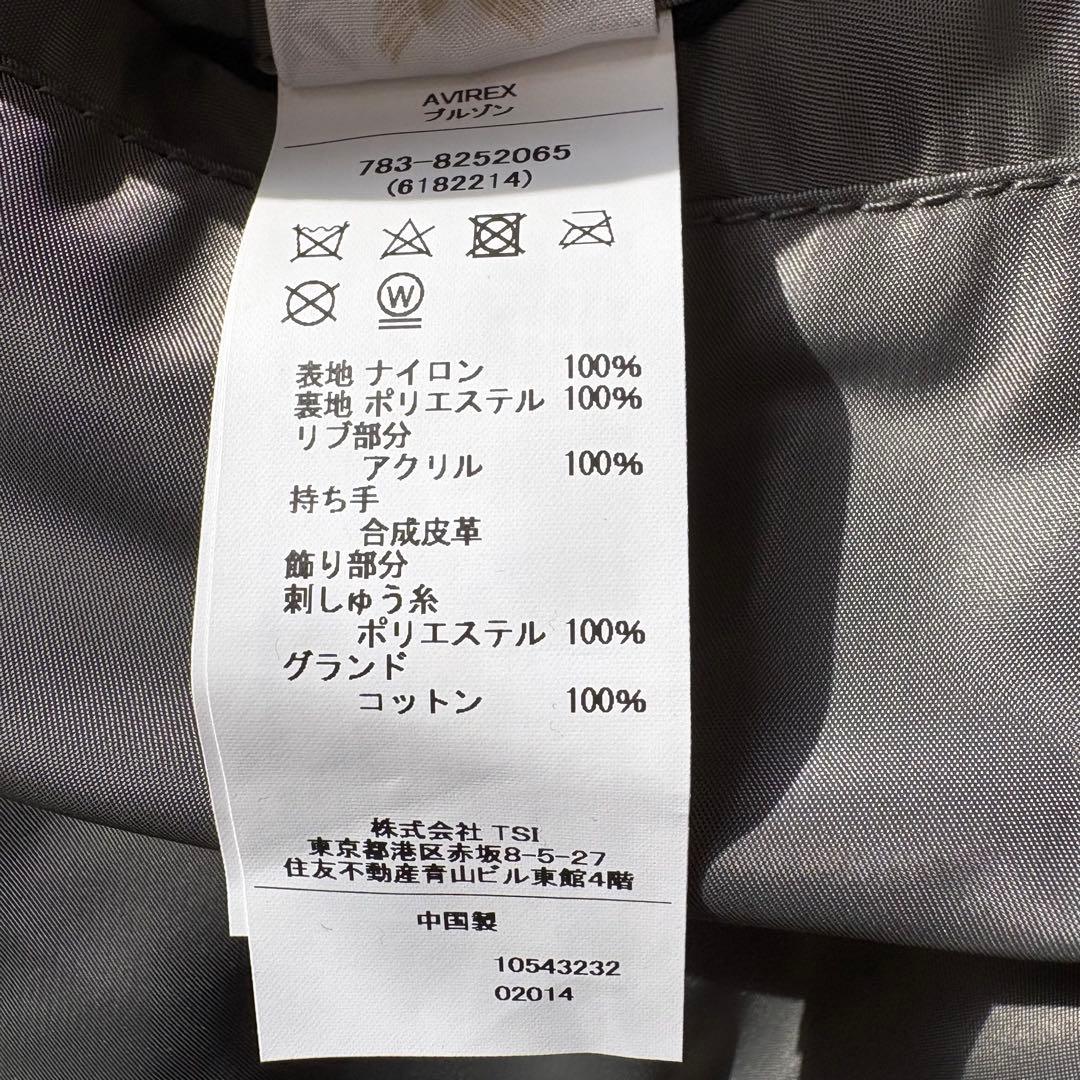 AVIREX
ブルゾン
783-8252065
(6182214)
W
表地 ナイロン 100%
裏地 ポリエステル 100%
リブ部分
アクリル 100%
持ち手
合成皮革
飾り部分
刺しゅう糸
ポリエステル 100%
グランド
コットン 100%
株式会社 TSI
東京都港区赤坂8-5-27
住友不動産青山ビル東館4階
中国製
10543232
02014